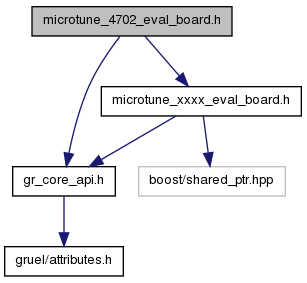 microtune_4702_eval_board.h
microtune_xxxx_eval_board.h
gr_core_api.h
boost/shared_ptr.hpp
gruel/attributes.h